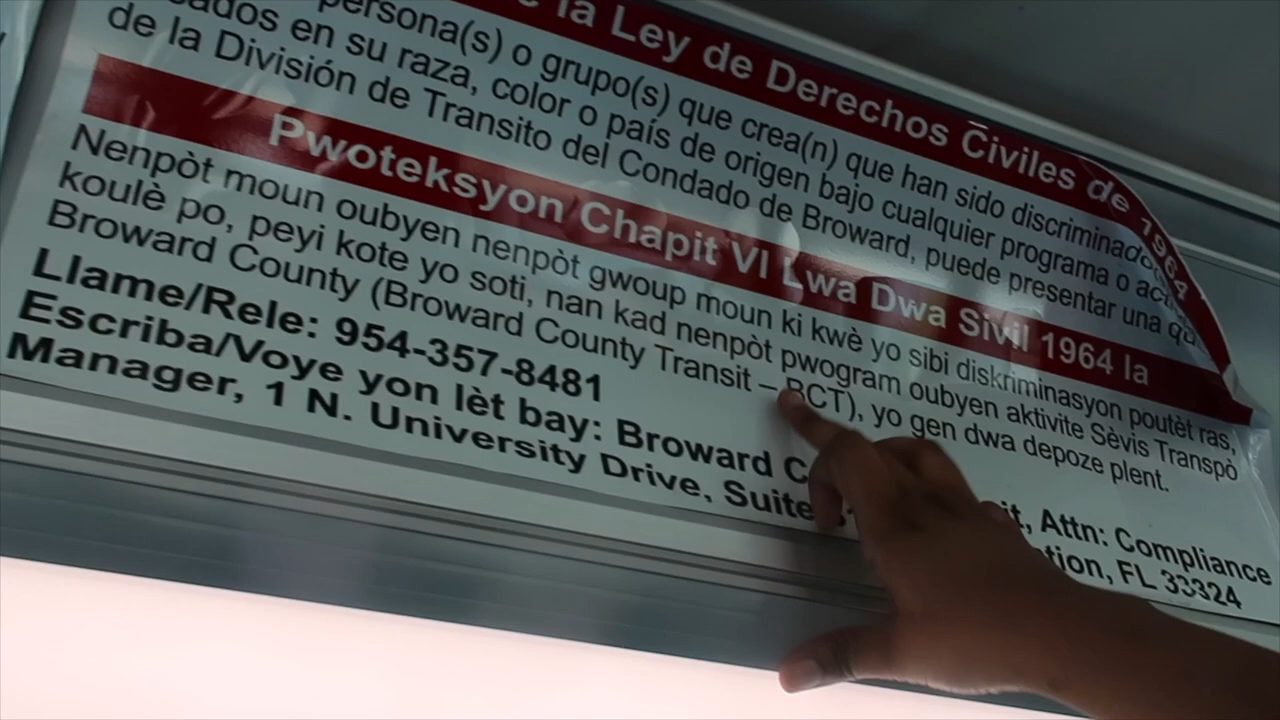 la Ley de Derechos Civiles de 1964
persona(s) o grupo(s) que crea(n) que han sido discriminado
en su raza, color o país de origen bajo cualquier programa o
de la División de Transito del Condado de Broward, puede presentar una
Pwoteksyon Chapit VI Lwa Dwa Sivil 1964 la
Nenpòt moun oubyen nenpòt gwoup moun ki kwè yo sibi diskriminasyon poutèt ras,
koulè po, peyi kote yo soti, nan kad nenpòt pwogram oubyen aktivite Sèvis Transpò
Broward County (Broward County Transit – BCT), yo gen dwa depoze plent.
Llame/Rele: 954-357-8481
Escriba/Voye yon lèt bay: Broward Attn: Compliance
Manager, 1 N. University Drive, Suite FL 33324